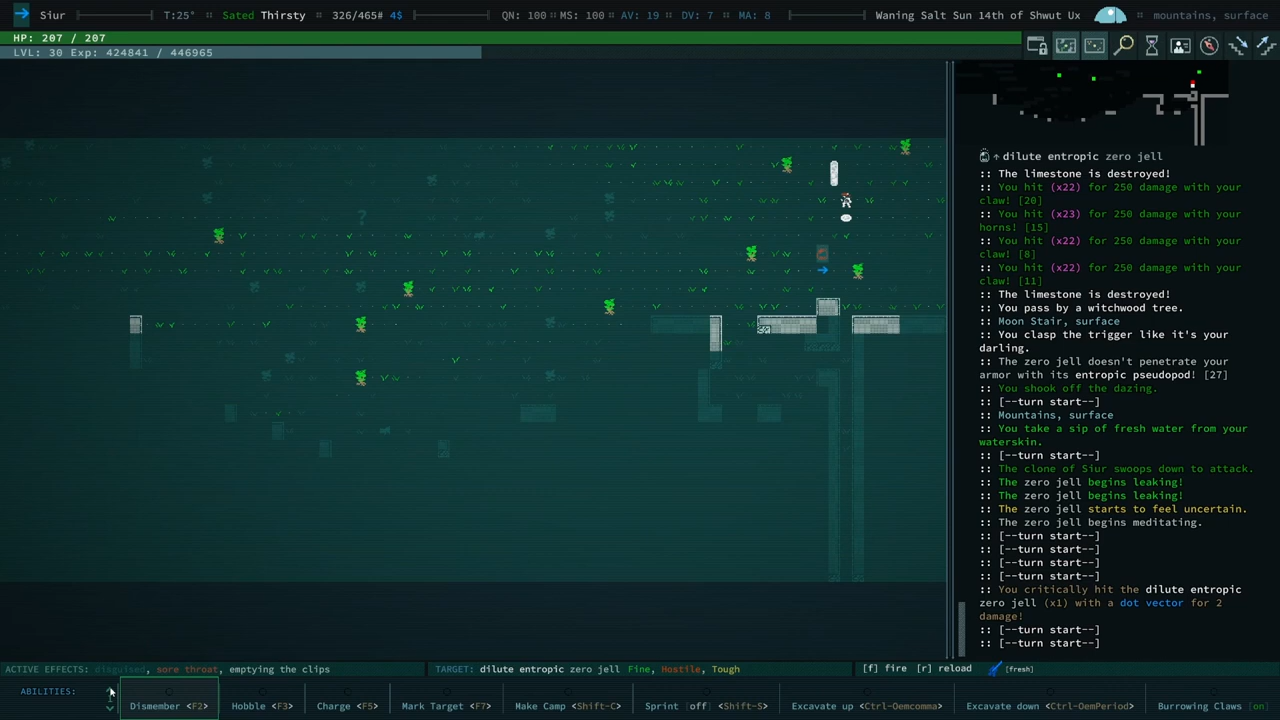 Siur T:25° :: Sated Thirsty :: 326/465# 4$ QN: 100 :: MS: 100 :: AV: 19 :: DV: 7 :: MA: 8 Waning Salt Sun 14th of Shwut Ux mountains, surface
HP: 207 / 207
LVL: 30 Exp: 424841 / 446965
dilute entropic zero jell
:: The limestone is destroyed!
:: You hit (x22) for 250 damage with your
claw! [20]
:: You hit (x23) for 250 damage with your
horns! [15]
:: You hit (x22) for 250 damage with your
claw! [8]
:: You hit (x22) for 250 damage with your
claw! [11]
:: The limestone is destroyed!
:: You pass by a witchwood tree.
:: Moon Stair, surface
:: You clasp the trigger like it's your
darling.
:: The zero jell doesn't penetrate your
armor with its entropic pseudopod! [27]
:: You shook off the dazing.
:: [--turn start--]
:: Mountains, surface
:: You take a sip of fresh water from your
waterskin.
:: [--turn start--]
:: The clone of Siur swoops down to attack.
:: The zero jell begins leaking!
:: The zero jell begins leaking!
:: The zero jell starts to feel uncertain.
:: The zero jell begins meditating.
:: [--turn start--]
:: [--turn start--]
:: [--turn start--]
:: [--turn start--]
:: You critically hit the dilute entropic
zero jell (x1) with a dot vector for 2
damage!
:: [--turn start--]
:: [--turn start--]
ACTIVE EFFECTS: disguised, sore throat, emptying the clips TARGET: dilute entropic zero jell Fine, Hostile, Tough [f] fire [r] reload [fresh]
ABILITIES: Dismember <F2> Hobble <F3> Charge <F5> Mark Target <F7> Make Camp <Shift-C> Sprint [off] <Shift-S> Excavate up <Ctrl-Oemcomma> Excavate down <Ctrl-OemPeriod> Burrowing Claws [on]